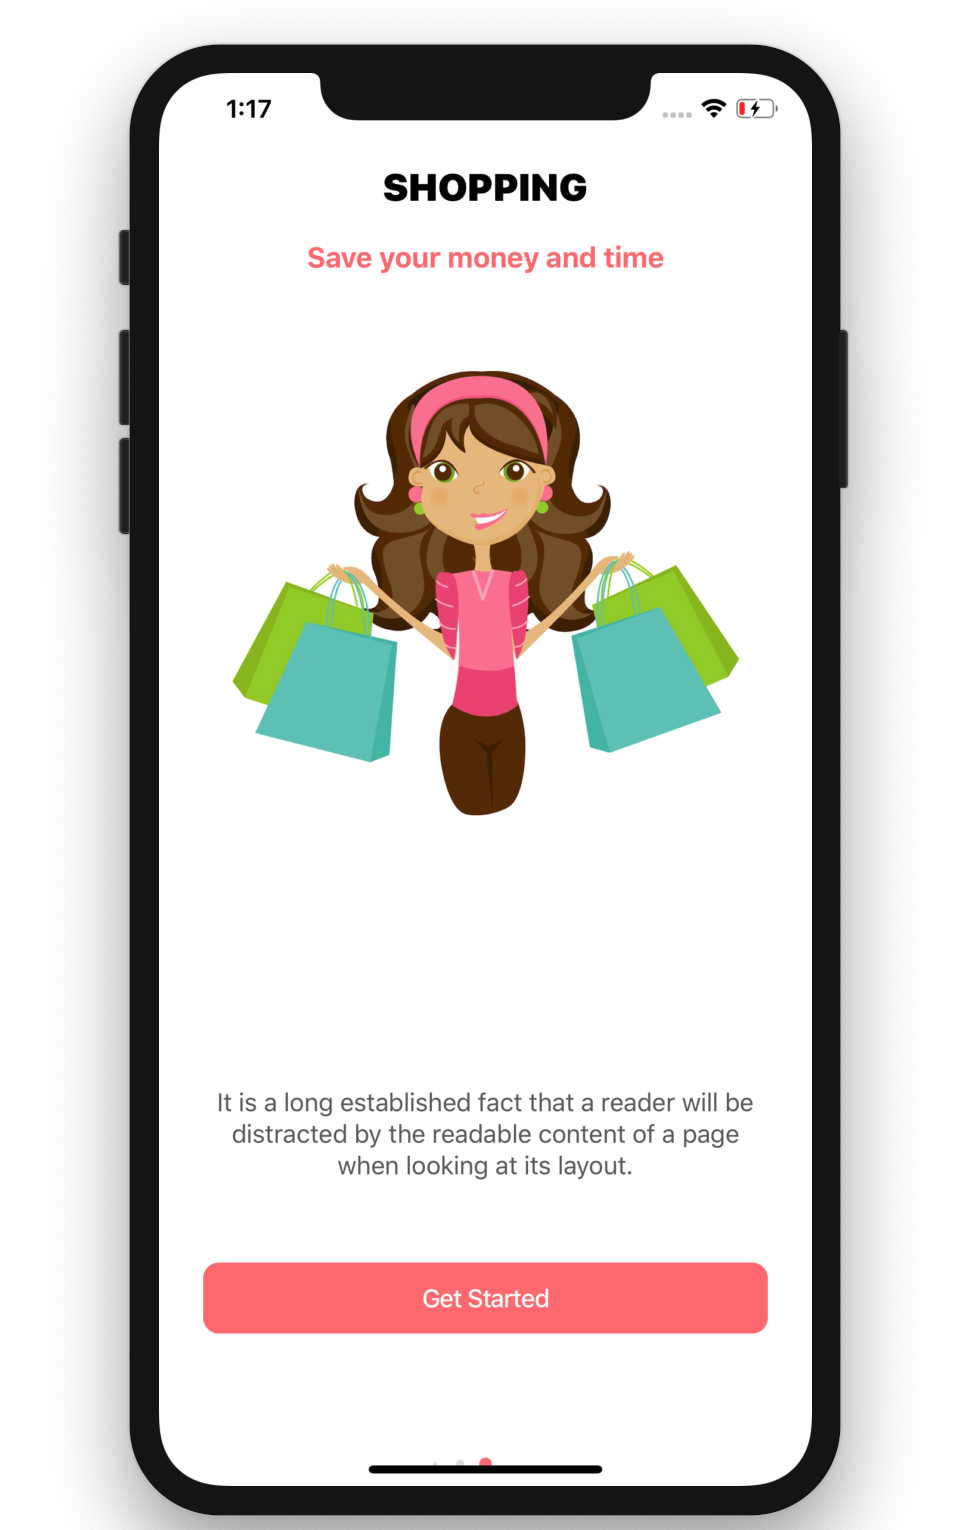 1:17
SHOPPING
Save your money and time
It is a long established fact that a reader will be
distracted by the readable content of a page
when looking at its layout.
Get Started